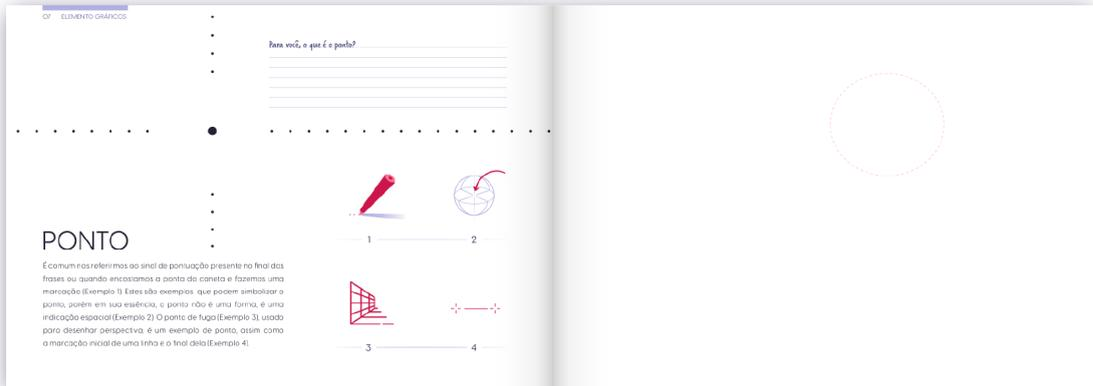 07 ELEMENTO GRÁFICOS
Para você, o que é o ponto?
1
2
3
4
PONTO
É comum nos referirmos ao sinal de pontuação presente no final das
frases ou quando encostamos a ponta da caneta e fazemos uma
marcação (Exemplo 1). Estes são exemplos que podem simbolizar o
ponto, porém em sua essência, o ponto não é uma forma, é uma
indicação espacial (Exemplo 2) O ponto de fuga (Exemplo 3), usado
para desenhar perspectiva, é um exemplo de ponto, assim como
a marcação inicial de uma linha e o final dela (Exemplo 4).